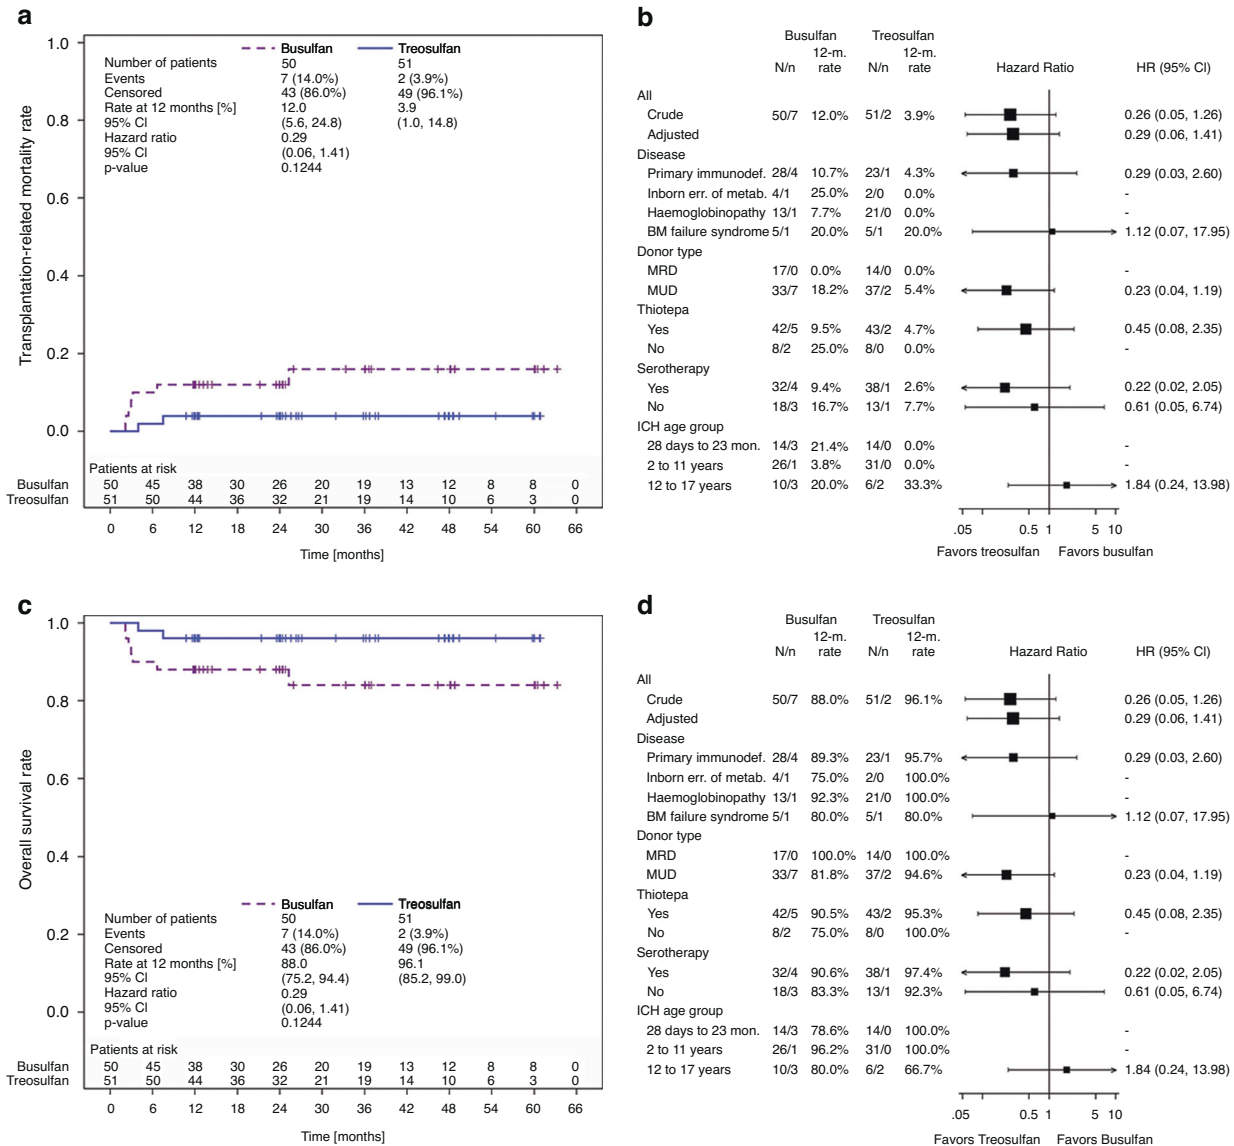 a
Transplantation-related mortality rate
1.0
0.8
0.6
0.4
0.2
0.0
Busulfan Treosulfan
Number of patients 50 51
Events 7 (14.0%) 2 (3.9%)
Censored 43 (86.0%) 49 (96.1%)
Rate at 12 months [%] 12.0 3.9
95% CI (5.6, 24.8) (1.0, 14.8)
Hazard ratio 0.29
95% CI (0.06, 1.41)
p-value 0.1244
Patients at risk
Busulfan 50 45 38 30 26 20 19 13 12 8 8 0
Treosulfan 51 50 44 36 32 21 19 14 10 6 3 0
0 6 12 18 24 30 36 42 48 54 60 66
Time [months]
b
Busulfan Treosulfan
12-m. 12-m.
N/n rate N/n rate Hazard Ratio HR (95% CI)
All
Crude 50/7 12.0% 51/2 3.9% 0.26 (0.05, 1.26)
Adjusted 0.29 (0.06, 1.41)
Disease
Primary immunodef. 28/4 10.7% 23/1 4.3% 0.29 (0.03, 2.60)
Inborn err. of metab. 4/1 25.0% 2/0 0.0% -
Haemoglobinopathy 13/1 7.7% 21/0 0.0% -
BM failure syndrome 5/1 20.0% 5/1 20.0% 1.12 (0.07, 17.95)
Donor type
MRD 17/0 0.0% 14/0 0.0% -
MUD 33/7 18.2% 37/2 5.4% 0.23 (0.04, 1.19)
Thiotepa
Yes 42/5 9.5% 43/2 4.7% 0.45 (0.08, 2.35)
No 8/2 25.0% 8/0 0.0% -
Serotherapy
Yes 32/4 9.4% 38/1 2.6% 0.22 (0.02, 2.05)
No 18/3 16.7% 13/1 7.7% 0.61 (0.05, 6.74)
ICH age group
28 days to 23 mon. 14/3 21.4% 14/0 0.0% -
2 to 11 years 26/1 3.8% 31/0 0.0% -
12 to 17 years 10/3 20.0% 6/2 33.3% 1.84 (0.24, 13.98)
.05 0.5 1 5 10
Favors treosulfan Favors busulfan
c
Overall survival rate
1.0
0.8
0.6
0.4
0.2
0.0
Busulfan Treosulfan
Number of patients 50 51
Events 7 (14.0%) 2 (3.9%)
Censored 43 (86.0%) 49 (96.1%)
Rate at 12 months [%] 88.0 96.1
95% CI (75.2, 94.4) (85.2, 99.0)
Hazard ratio 0.29
95% CI (0.06, 1.41)
p-value 0.1244
Patients at risk
Busulfan 50 45 38 30 26 20 19 13 12 8 8 0
Treosulfan 51 50 44 36 32 21 19 14 10 6 3 0
0 6 12 18 24 30 36 42 48 54 60 66
Time [months]
d
Busulfan Treosulfan
12-m. 12-m.
N/n rate N/n rate Hazard Ratio HR (95% CI)
All
Crude 50/7 88.0% 51/2 96.1% 0.26 (0.05, 1.26)
Adjusted 0.29 (0.06, 1.41)
Disease
Primary immunodef. 28/4 89.3% 23/1 95.7% 0.29 (0.03, 2.60)
Inborn err. of metab. 4/1 75.0% 2/0 100.0% -
Haemoglobinopathy 13/1 92.3% 21/0 100.0% -
BM failure syndrome 5/1 80.0% 5/1 80.0% 1.12 (0.07, 17.95)
Donor type
MRD 17/0 100.0% 14/0 100.0% -
MUD 33/7 81.8% 37/2 94.6% 0.23 (0.04, 1.19)
Thiotepa
Yes 42/5 90.5% 43/2 95.3% 0.45 (0.08, 2.35)
No 8/2 75.0% 8/0 100.0% -
Serotherapy
Yes 32/4 90.6% 38/1 97.4% 0.22 (0.02, 2.05)
No 18/3 83.3% 13/1 92.3% 0.61 (0.05, 6.74)
ICH age group
28 days to 23 mon. 14/3 78.6% 14/0 100.0% -
2 to 11 years 26/1 96.2% 31/0 100.0% -
12 to 17 years 10/3 80.0% 6/2 66.7% 1.84 (0.24, 13.98)
.05 0.5 1 5 10
Favors Treosulfan Favors Busulfan